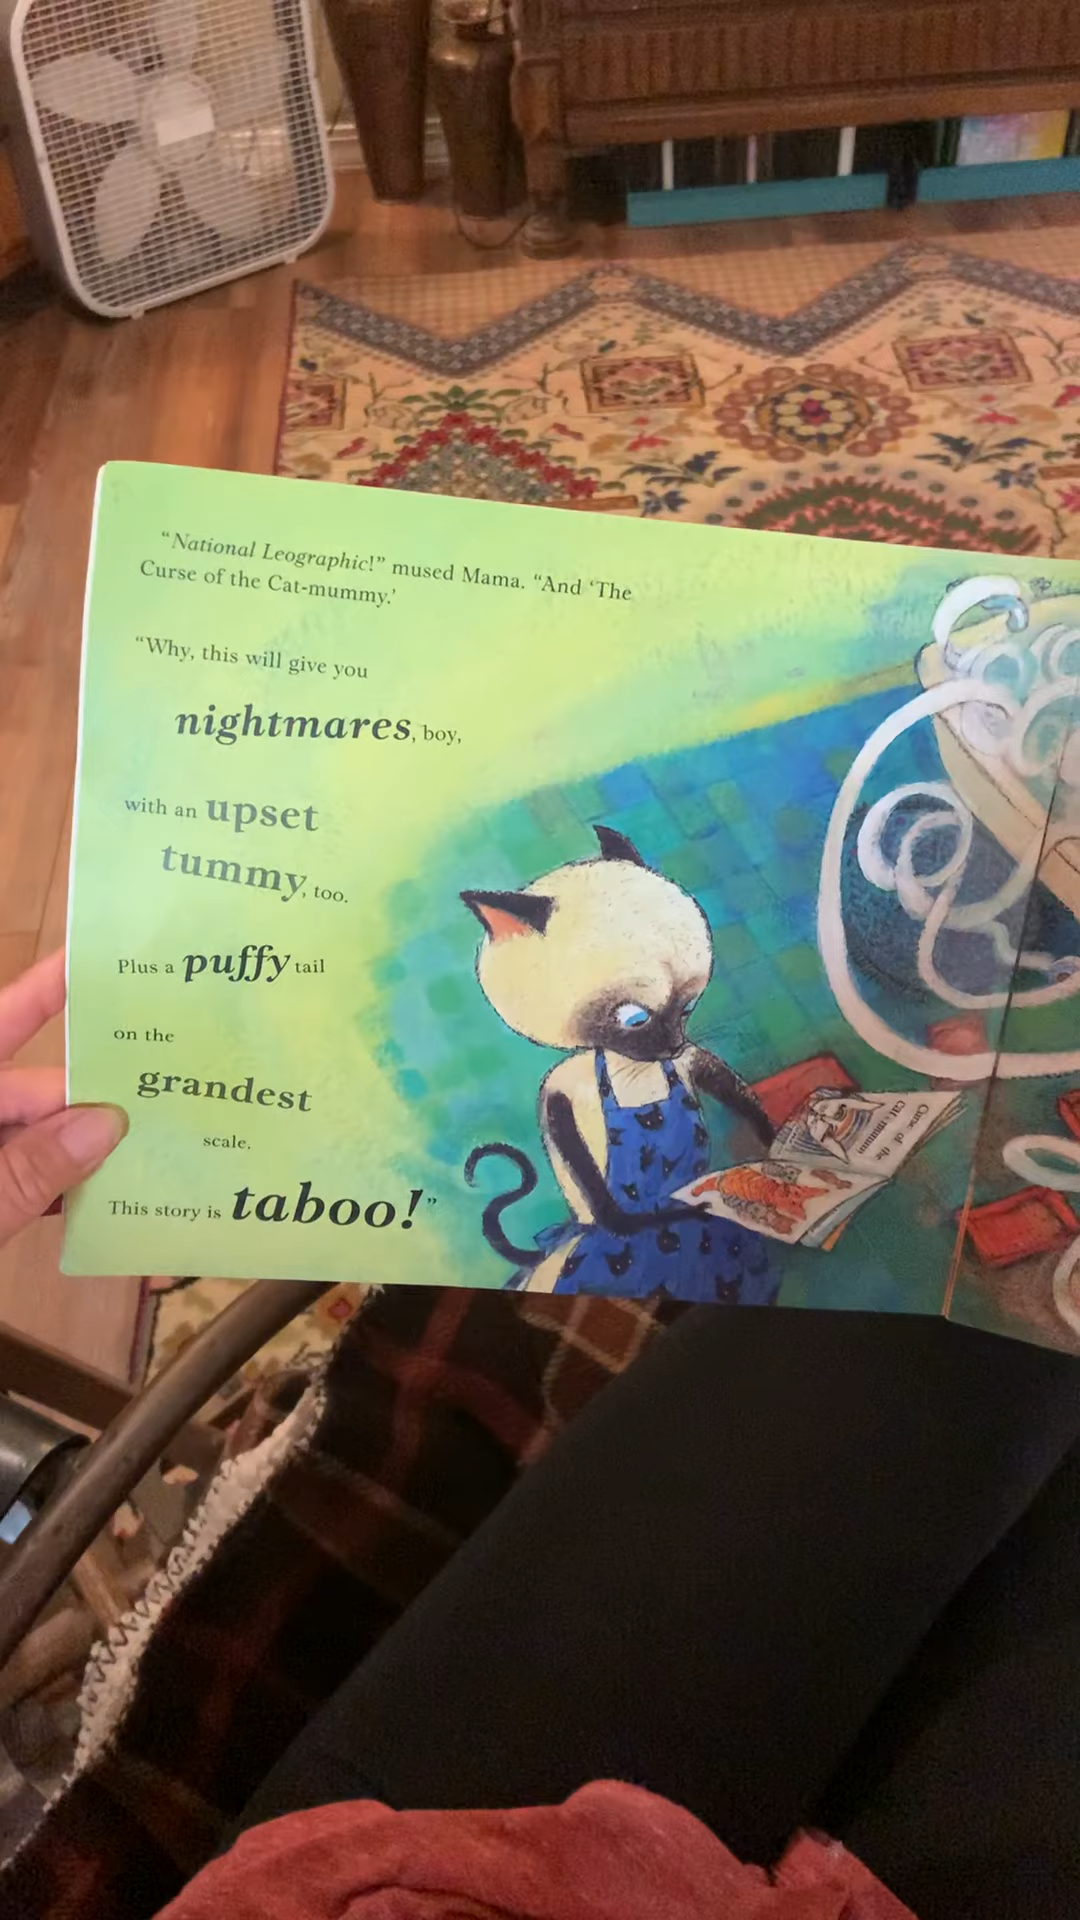 “National Leographic!” mused Mama. “And ‘The
Curse of the Cat-mummy.’
“Why, this will give you
nightmares, boy,
with an upset
tummy, too.
Plus a puffy tail
on the
grandest
scale.
This story is taboo!”
Curse of the
cat-mummy